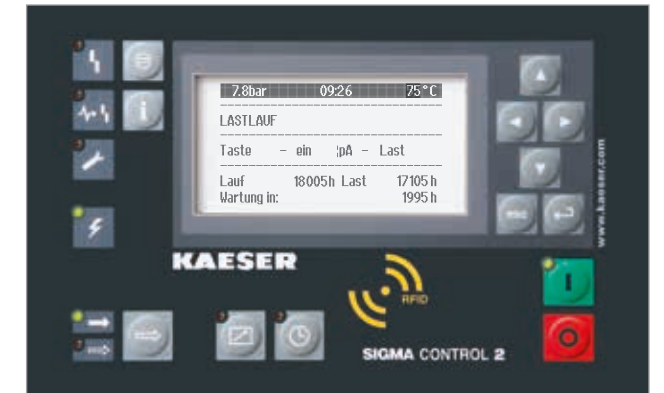 7.8bar 09:26 75°C
LASTLAUF
Taste - ein ¦pA - Last
Lauf 18005h Last 17105h
Wartung in: 1995h
esc
www.kaeser.com
KAESER
RFID
SIGMA CONTROL 2